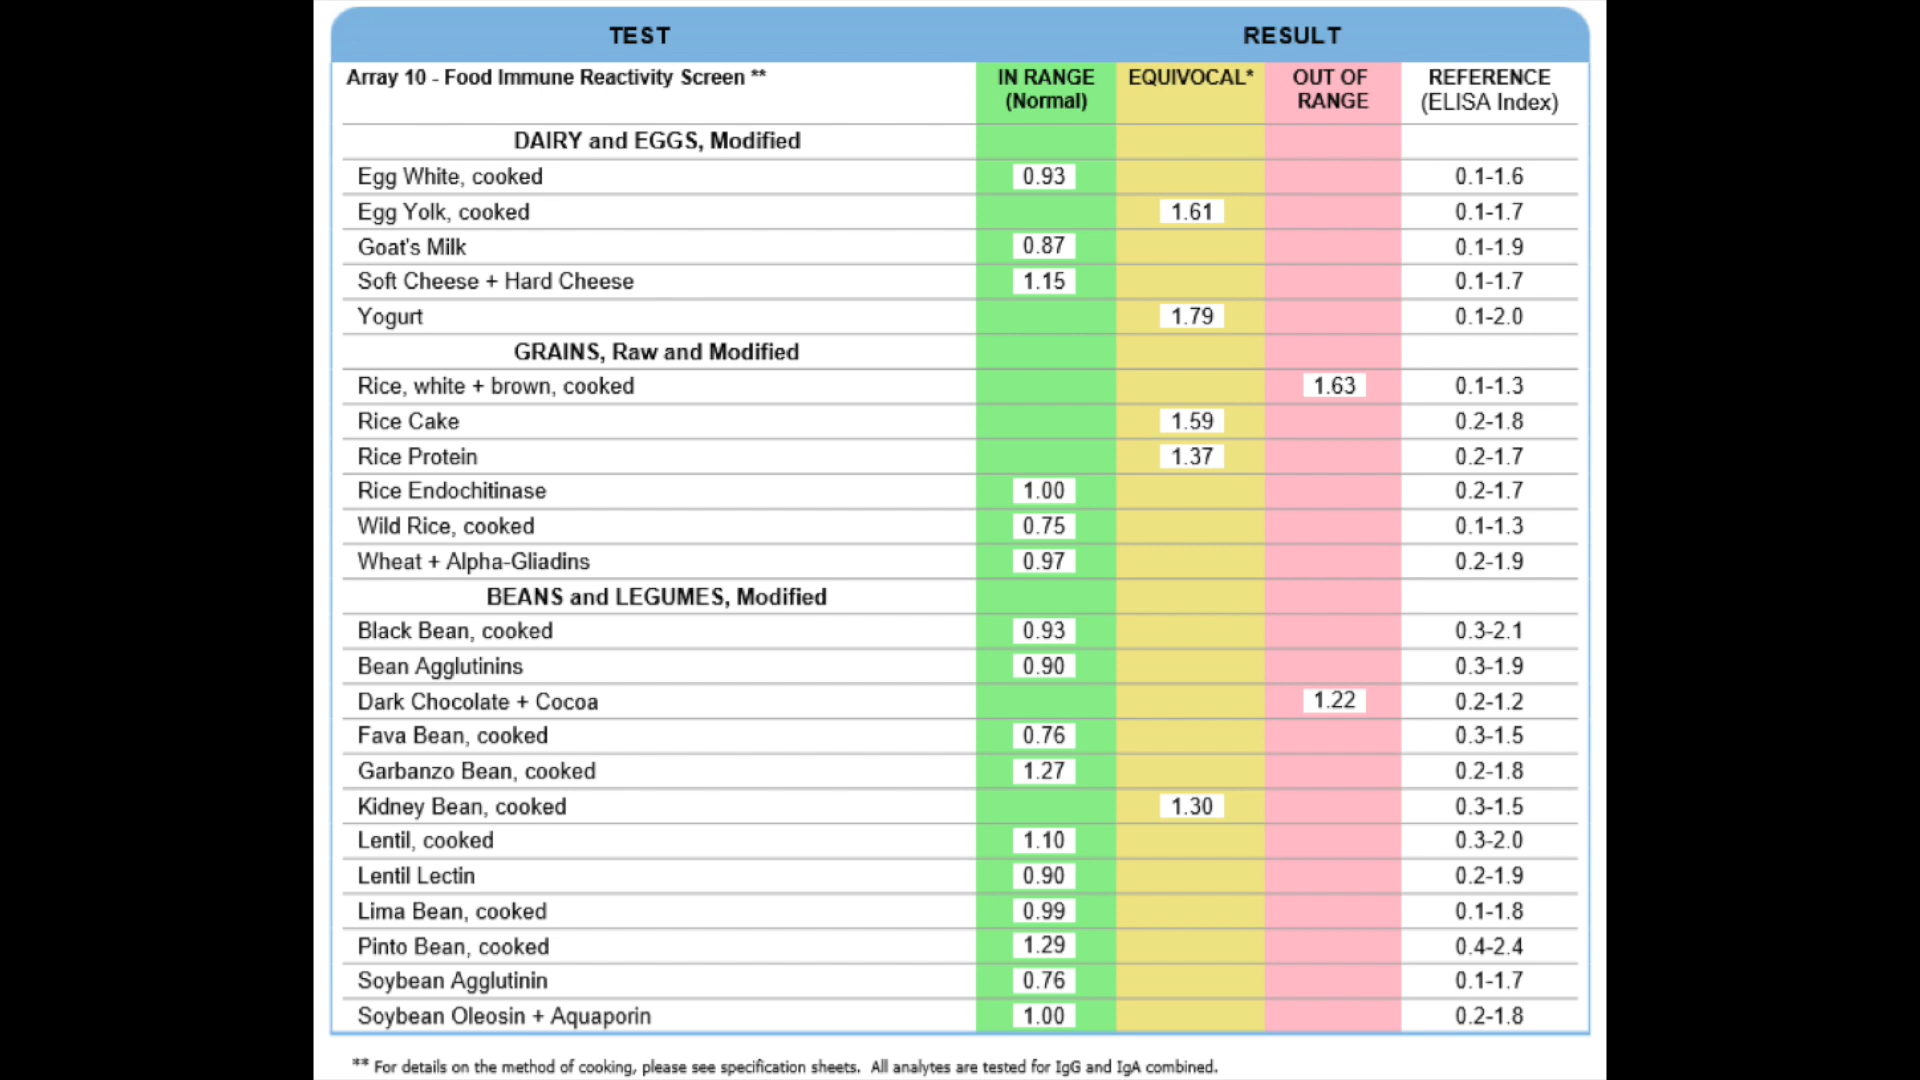 TEST RESULT
Array 10 - Food Immune Reactivity Screen ** IN RANGE (Normal) EQUIVOCAL* OUT OF RANGE REFERENCE (ELISA Index)
DAIRY and EGGS, Modified
Egg White, cooked 0.93 0.1-1.6
Egg Yolk, cooked 1.61 0.1-1.7
Goat's Milk 0.87 0.1-1.9
Soft Cheese + Hard Cheese 1.15 0.1-1.7
Yogurt 1.79 0.1-2.0
GRAINS, Raw and Modified
Rice, white + brown, cooked 1.63 0.1-1.3
Rice Cake 1.59 0.2-1.8
Rice Protein 1.37 0.2-1.7
Rice Endochitinase 1.00 0.2-1.7
Wild Rice, cooked 0.75 0.1-1.3
Wheat + Alpha-Gliadins 0.97 0.2-1.9
BEANS and LEGUMES, Modified
Black Bean, cooked 0.93 0.3-2.1
Bean Agglutinins 0.90 0.3-1.9
Dark Chocolate + Cocoa 1.22 0.2-1.2
Fava Bean, cooked 0.76 0.3-1.5
Garbanzo Bean, cooked 1.27 0.2-1.8
Kidney Bean, cooked 1.30 0.3-1.5
Lentil, cooked 1.10 0.3-2.0
Lentil Lectin 0.90 0.2-1.9
Lima Bean, cooked 0.99 0.1-1.8
Pinto Bean, cooked 1.29 0.4-2.4
Soybean Agglutinin 0.76 0.1-1.7
Soybean Oleosin + Aquaporin 1.00 0.2-1.8
** For details on the method of cooking, please see specification sheets. All analytes are tested for IgG and IgA combined.